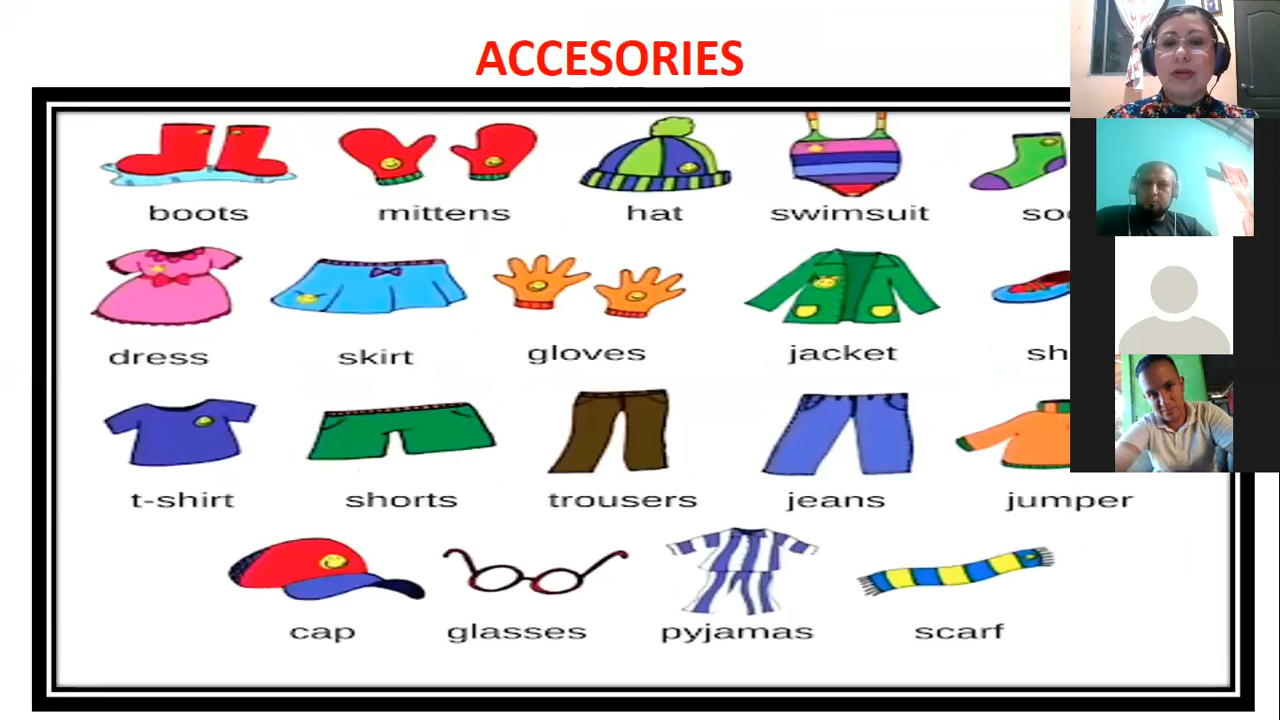 ACCESORIES
boots mittens hat swimsuit
dress skirt gloves jacket
t-shirt shorts trousers jeans jumper
cap glasses pyjamas scarf